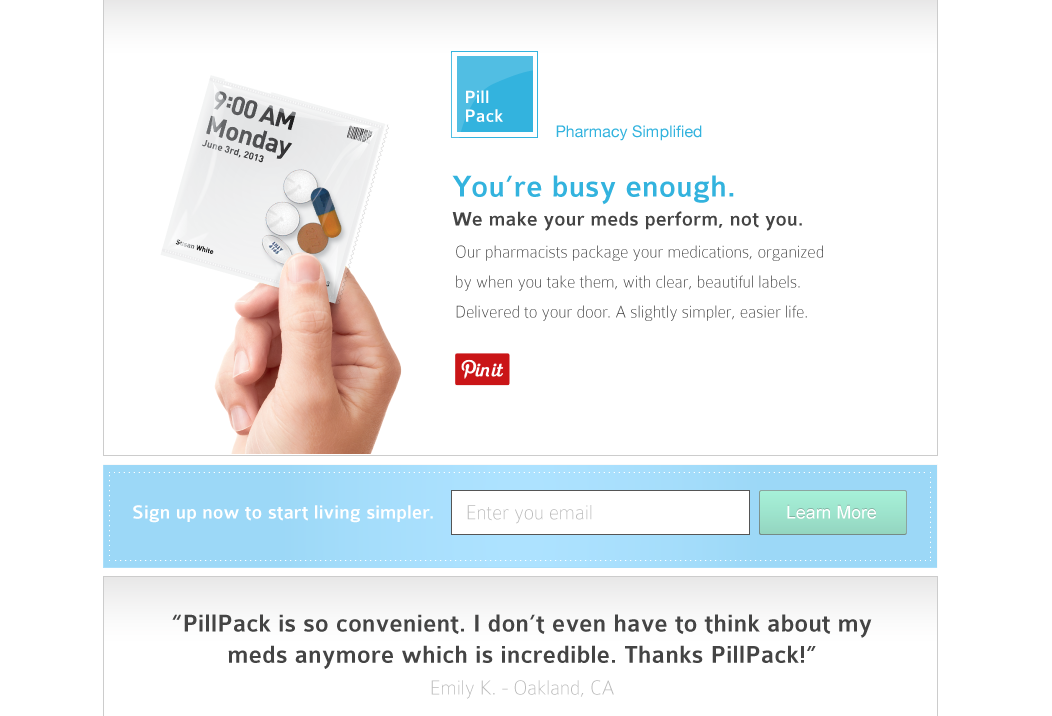 9:00 AM
Monday
June 3rd, 2013
Susan White
Pill
Pack
Pharmacy Simplified
You're busy enough.
We make your meds perform, not you.
Our pharmacists package your medications, organized
by when you take them, with clear, beautiful labels.
Delivered to your door. A slightly simpler, easier life.
Pin it
Sign up now to start living simpler.
Enter you email
Learn More
"PillPack is so convenient. I don't even have to think about my
meds anymore which is incredible. Thanks PillPack!"
Emily K. - Oakland, CA